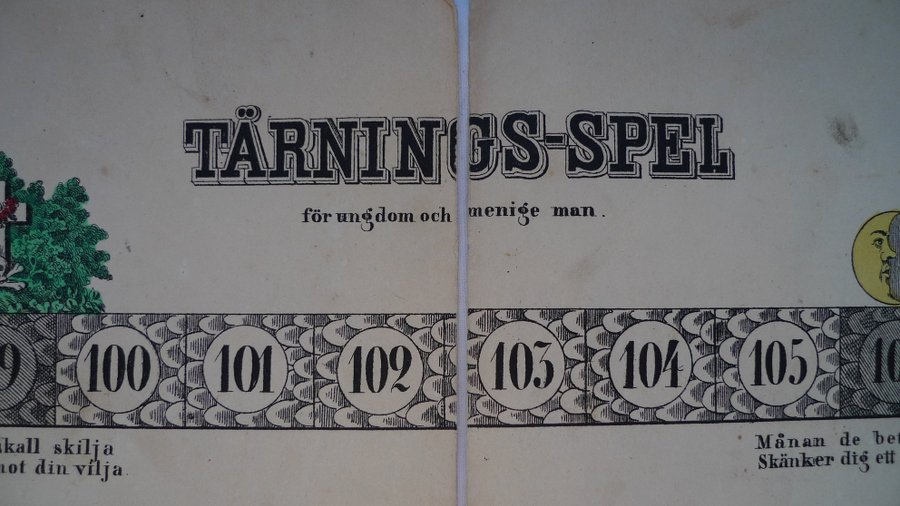 TÄRNINGS-SPEL
för ungdom och menige man.
100 101 102 103 104 105
skilja
Månan de
din vilja.
Skänker dig ett